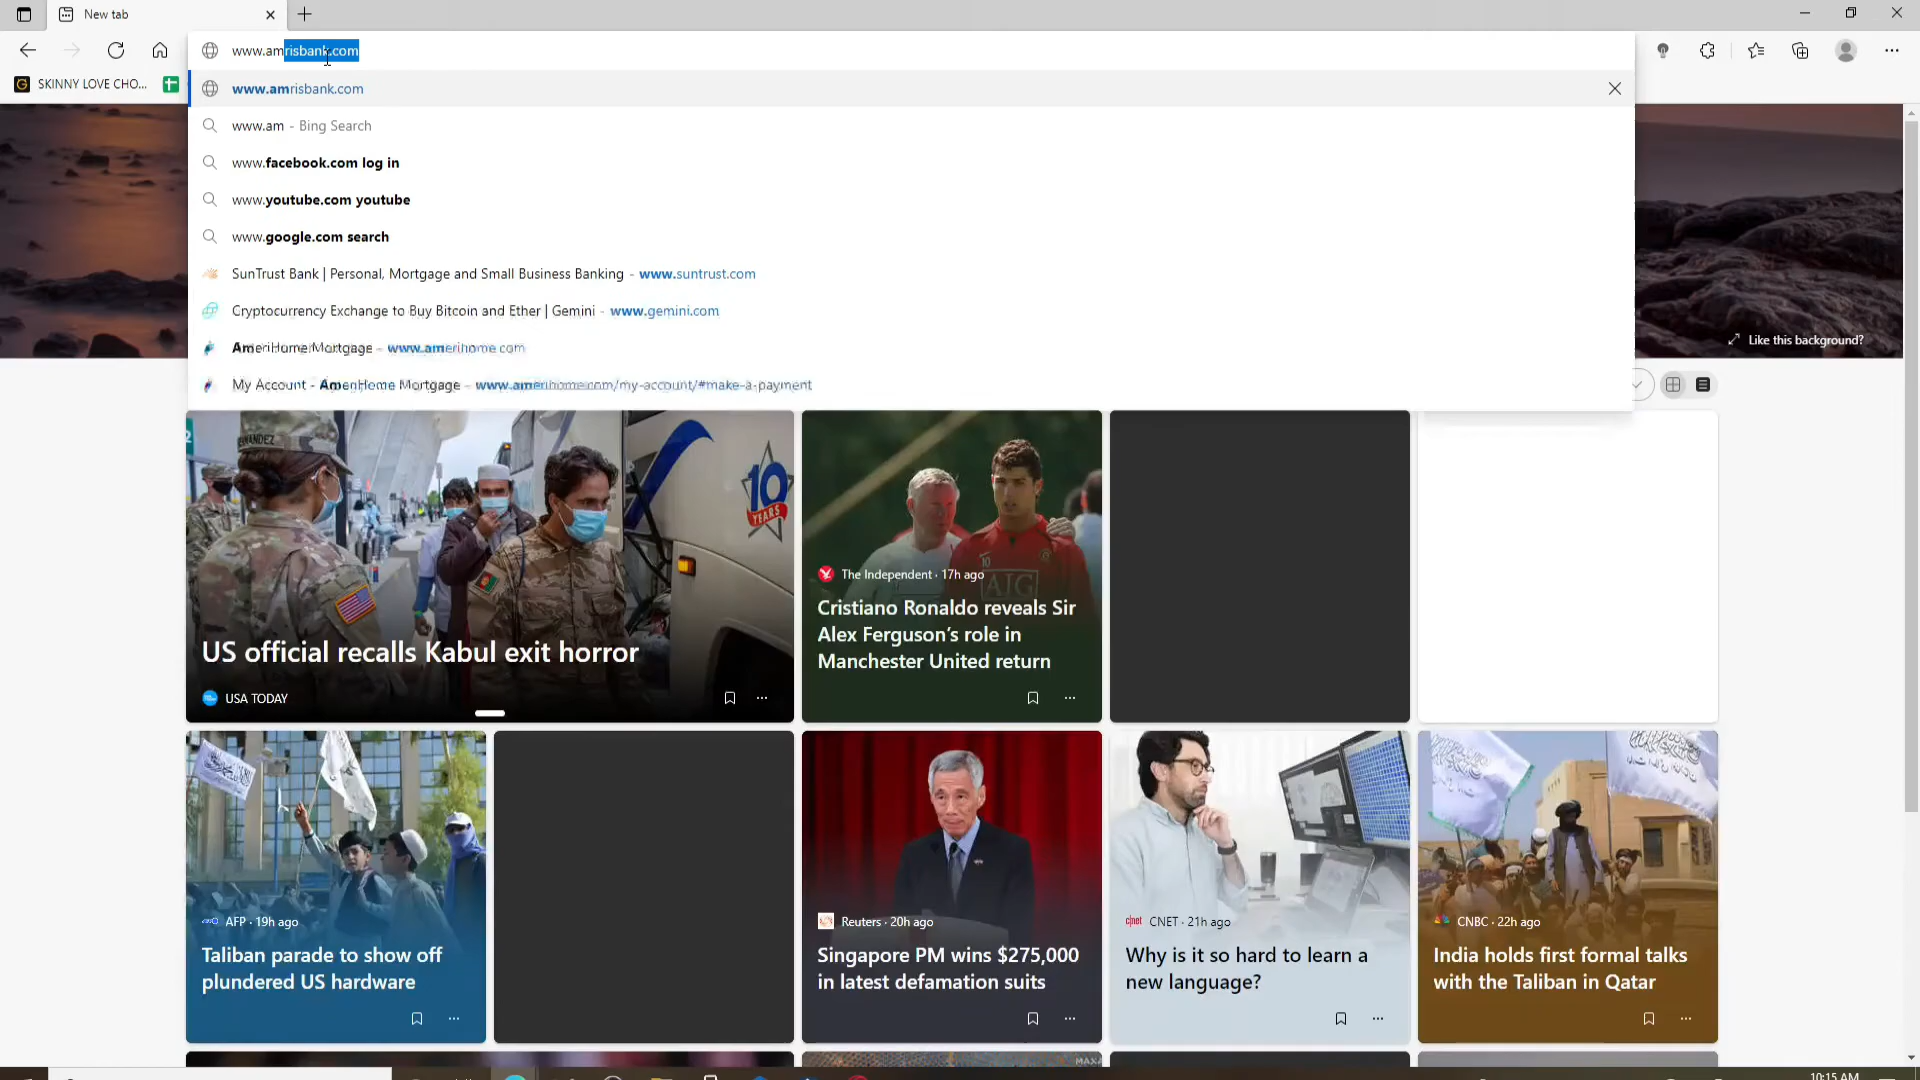 New tab
www.amrisbank.com
SKINNY LOVE CHO...
www.amrisbank.com
www.am - Bing Search
www.facebook.com log in
www.youtube.com youtube
www.google.com search
SunTrust Bank | Personal, Mortgage and Small Business Banking - www.suntrust.com
Cryptocurrency Exchange to Buy Bitcoin and Ether | Gemini - www.gemini.com
AmeriHome Mortgage - www.amerihome.com
My Account - AmeriHome Mortgage - www.amerihome.com/my-account/#make-a-payment
Like this background?
HERNANDEZ
10
YEARS
US official recalls Kabul exit horror
USA TODAY
10
AIG
The Independent · 17h ago
Cristiano Ronaldo reveals Sir
Alex Ferguson's role in
Manchester United return
AFP · 19h ago
Taliban parade to show off
plundered US hardware
Reuters · 20h ago
Singapore PM wins $275,000
in latest defamation suits
c|net CNET · 21h ago
Why is it so hard to learn a
new language?
CNBC · 22h ago
India holds first formal talks
with the Taliban in Qatar
10:15 AM